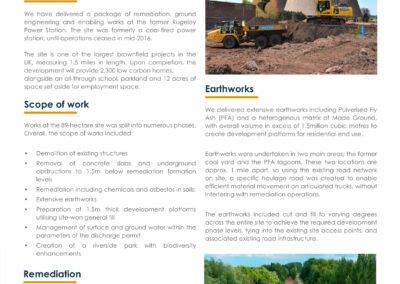 We have delivered a package of remediation, ground
engineering and enabling works at the former Rugeley
Power Station. The site was formerly a coal-fired power
station, until operations ceased in mid-2016.
The site is one of the largest brownfield projects in the
UK, measuring 1.5 miles in length. Upon completion, this
development will provide 2,300 low carbon homes,
alongside an all-through school, parkland and 12 acres of
space set aside for employment space.
Scope of work
Works at the 89-hectare site was split into numerous phases.
Overall, the scope of works included:
• Demolition of existing structures
• Removal of concrete slabs and underground
obstructions to 1.5m below remediation formation
levels
• Remediation including chemicals and asbestos in soils
• Extensive earthworks
• Preparation of 1.5m thick development platforms
utilising site-won general fill
• Management of surface and ground water within the
parameters of the discharge permit
• Creation of a riverside park with biodiversity
enhancements
Remediation
Earthworks
We delivered extensive earthworks including Pulverised Fly
Ash (PFA) and a heterogenous matrix of Made Ground,
with overall volume in excess of 1.5million cubic metres to
create development platforms for residential end use.
Earthworks were undertaken in two main areas; the former
coal yard and the PFA lagoons. These two locations are
approx. 1 mile apart, so using the existing road network
on site, a specific haulage road was created to enable
efficient material movement on articulated trucks, without
interfering with remediation operations.
The earthworks included cut and fill to varying degrees
across the entire site to achieve the required development
phase levels, tying into the existing site access points, and
associated existing road infrastructure.